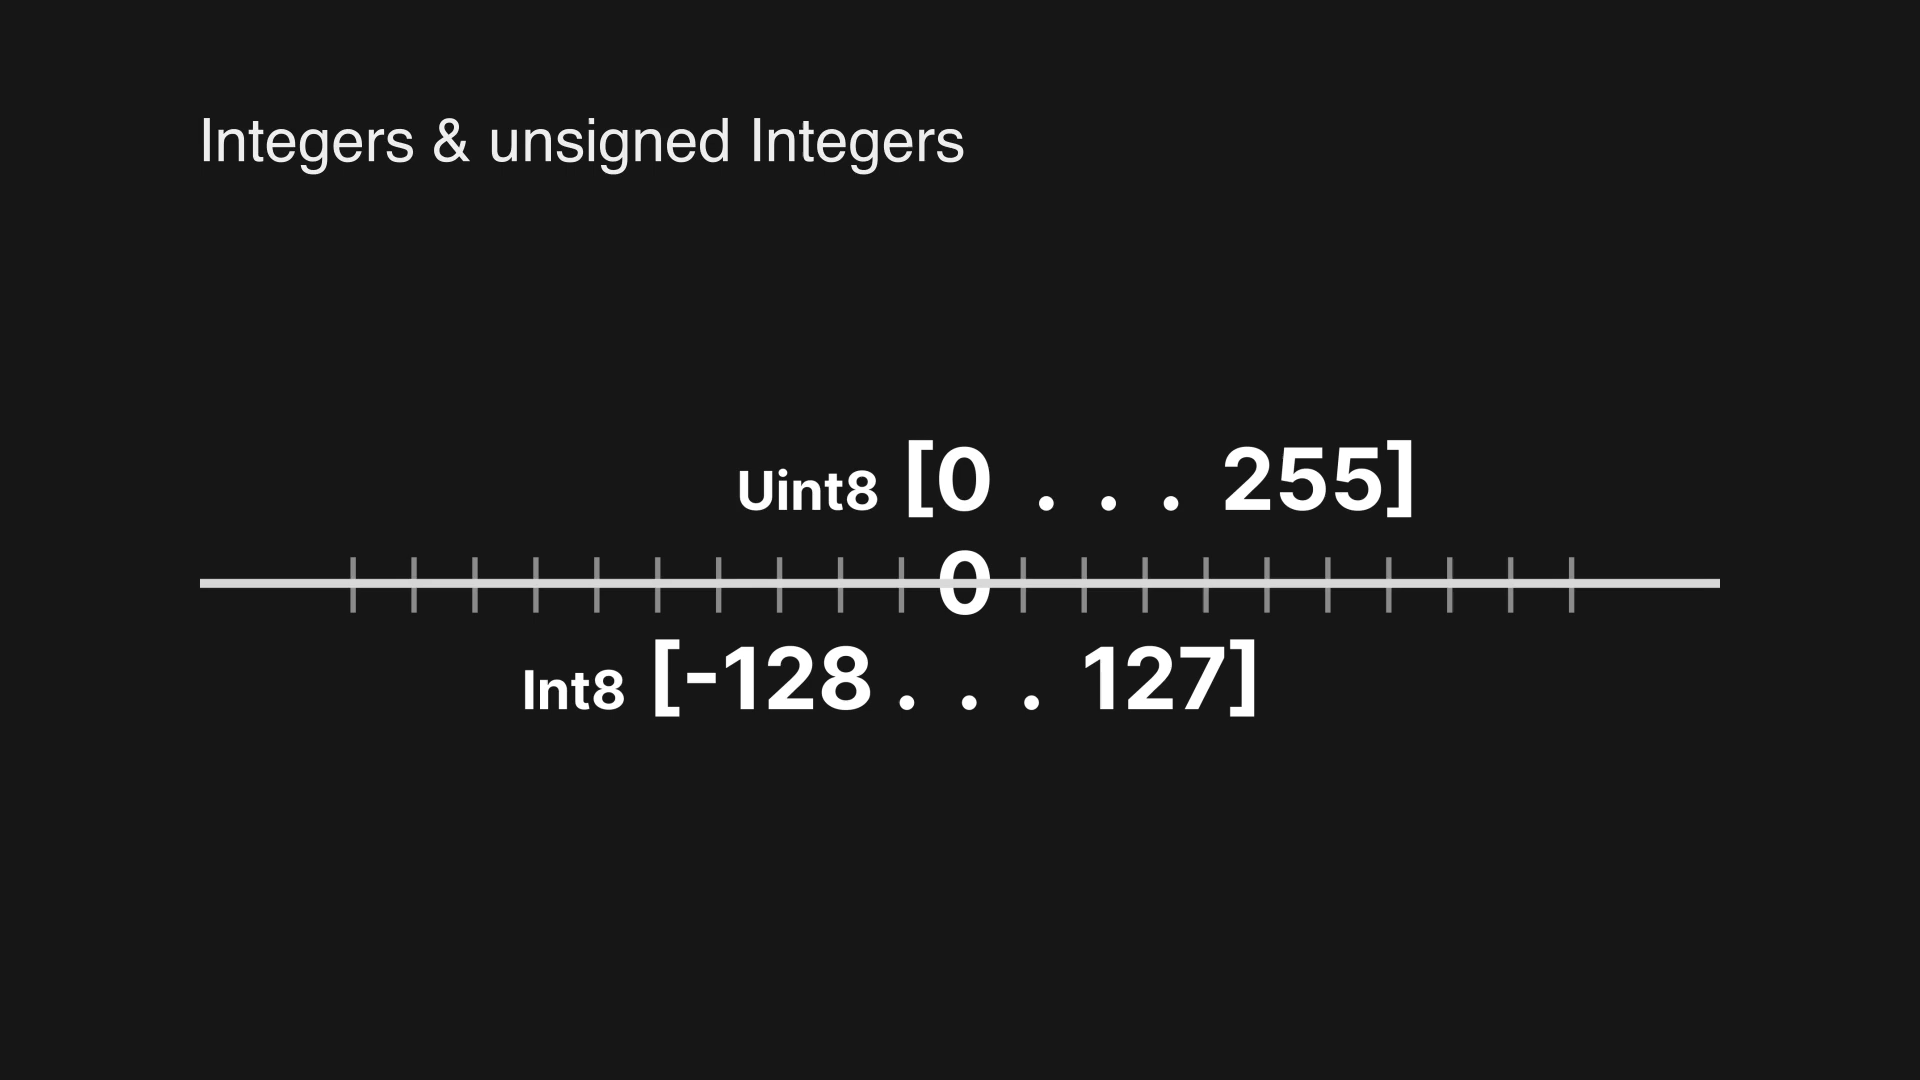 Integers & unsigned Integers
Uint8 [0 . . . 255]
0
Int8 [-128 . . . 127]